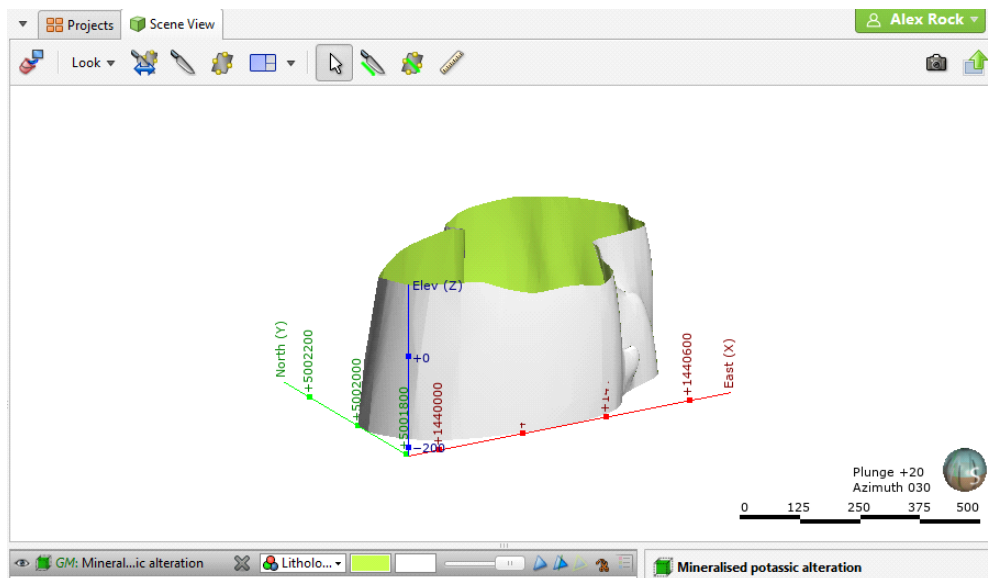 Projects
Scene View
Alex Rock
Look
Elev (Z)
+0
-200
North (Y)
+5002200
+5002000
+5001800
+1440000
+1440600
East (X)
Plunge +20
Azimuth 030
S
0 125 250 375 500
GM: Mineral...ic alteration
Litholo...
Mineralised potassic alteration